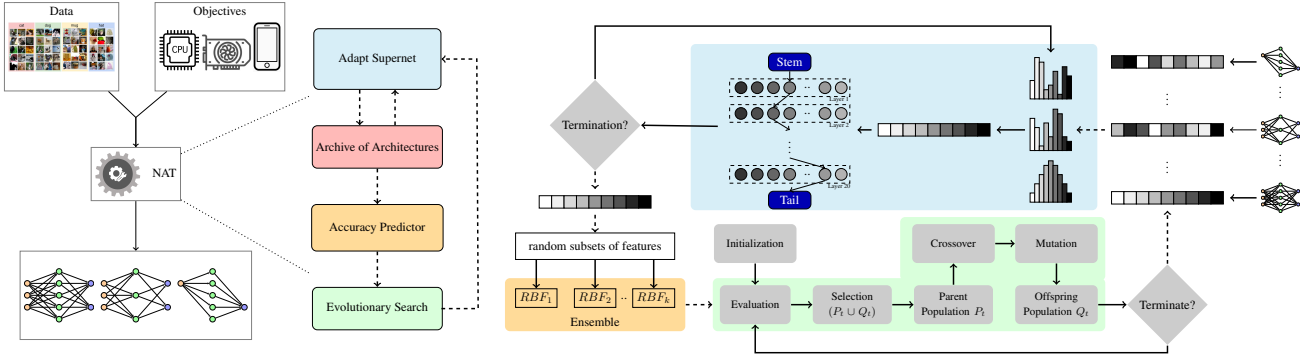 Data
Objectives
CPU
NAT
Adapt Supernet
Archive of Architectures
Accuracy Predictor
Evolutionary Search
Termination?
random subsets of features
RBF₁
RBF₂
..
RBFₖ
Ensemble
Stem
Layer 1
Layer 2
Layer 20
Tail
Initialization
Evaluation
Selection
(Pₜ ∪ Qₜ)
Crossover
Parent
Population Pₜ
Mutation
Offspring
Population Qₜ
Terminate?